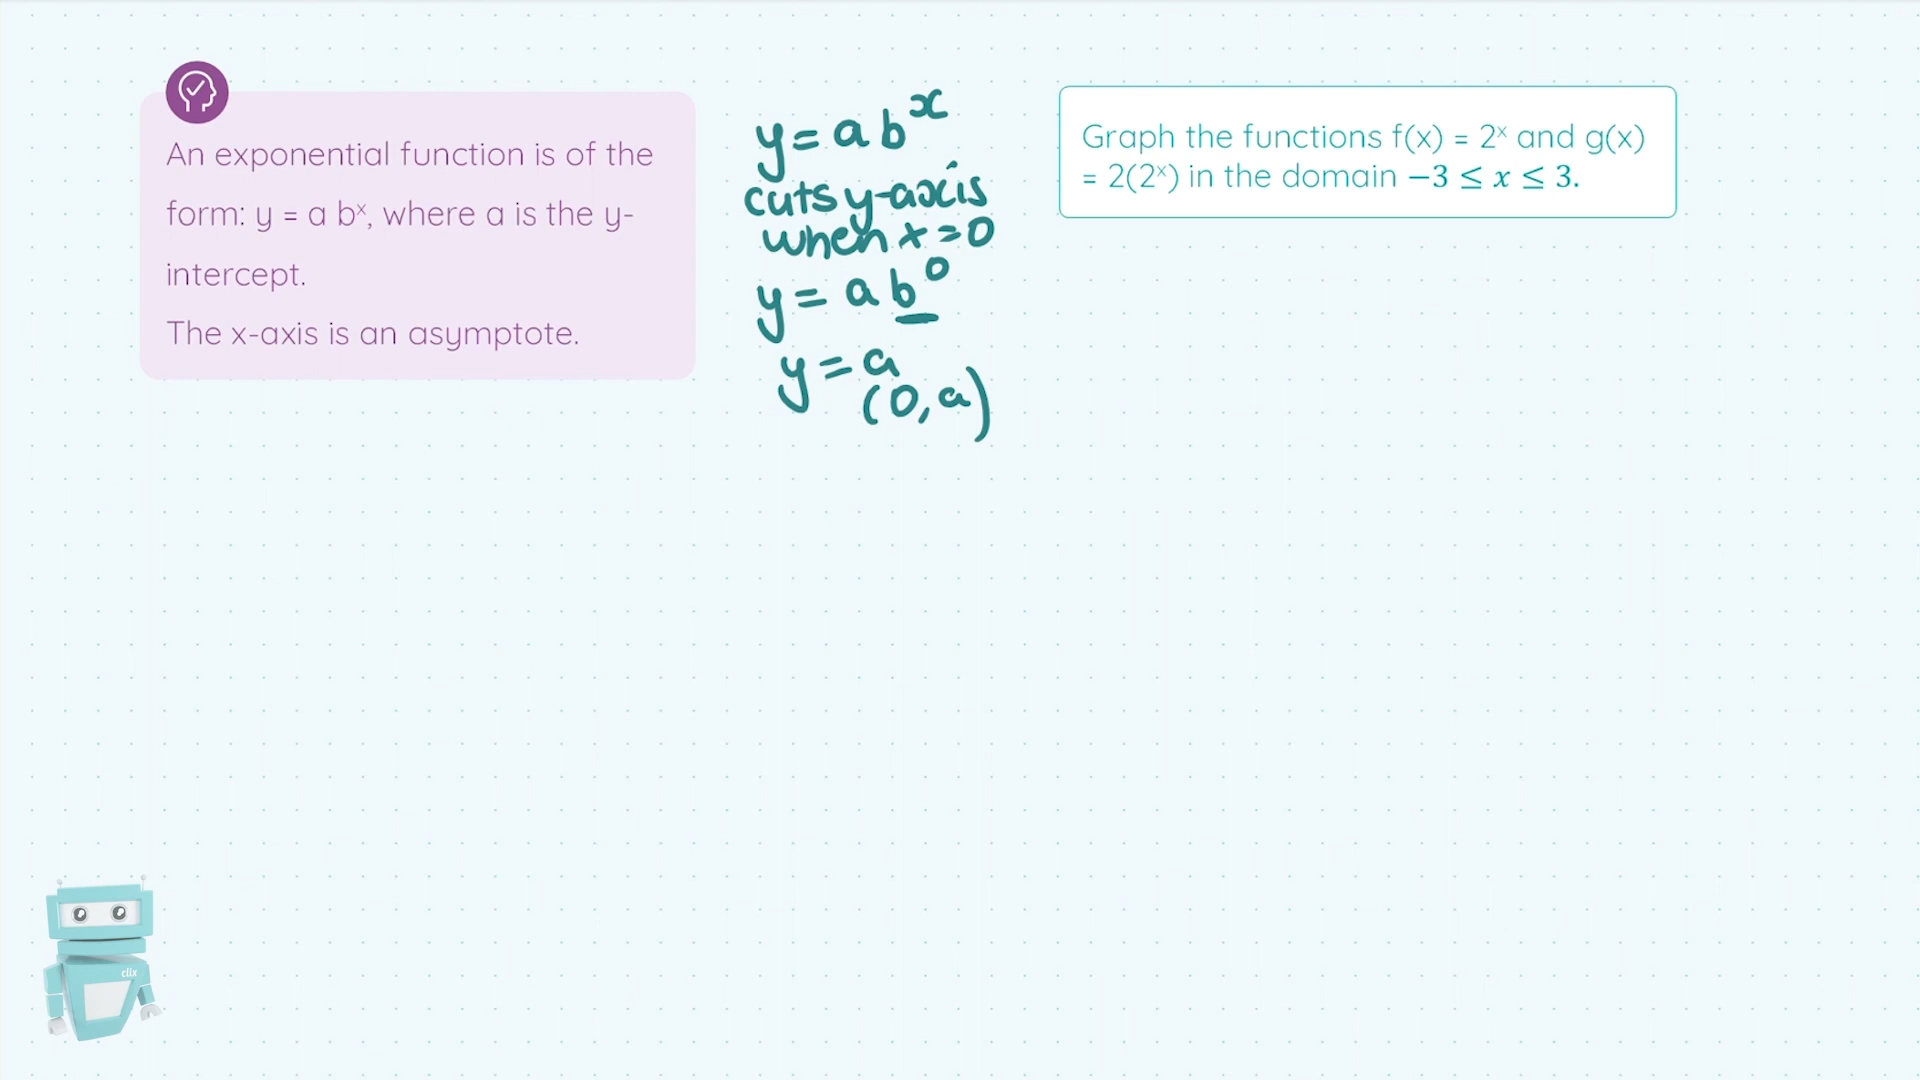 An exponential function is of the
form: y = a bˣ, where a is the y-
intercept.
The x-axis is an asymptote.
y = a bˣ
cuts y-axis
when x = 0
y = a b⁰
y = a
(0, a)
Graph the functions f(x) = 2ˣ and g(x)
= 2(2ˣ) in the domain −3 ≤ x ≤ 3.
clix